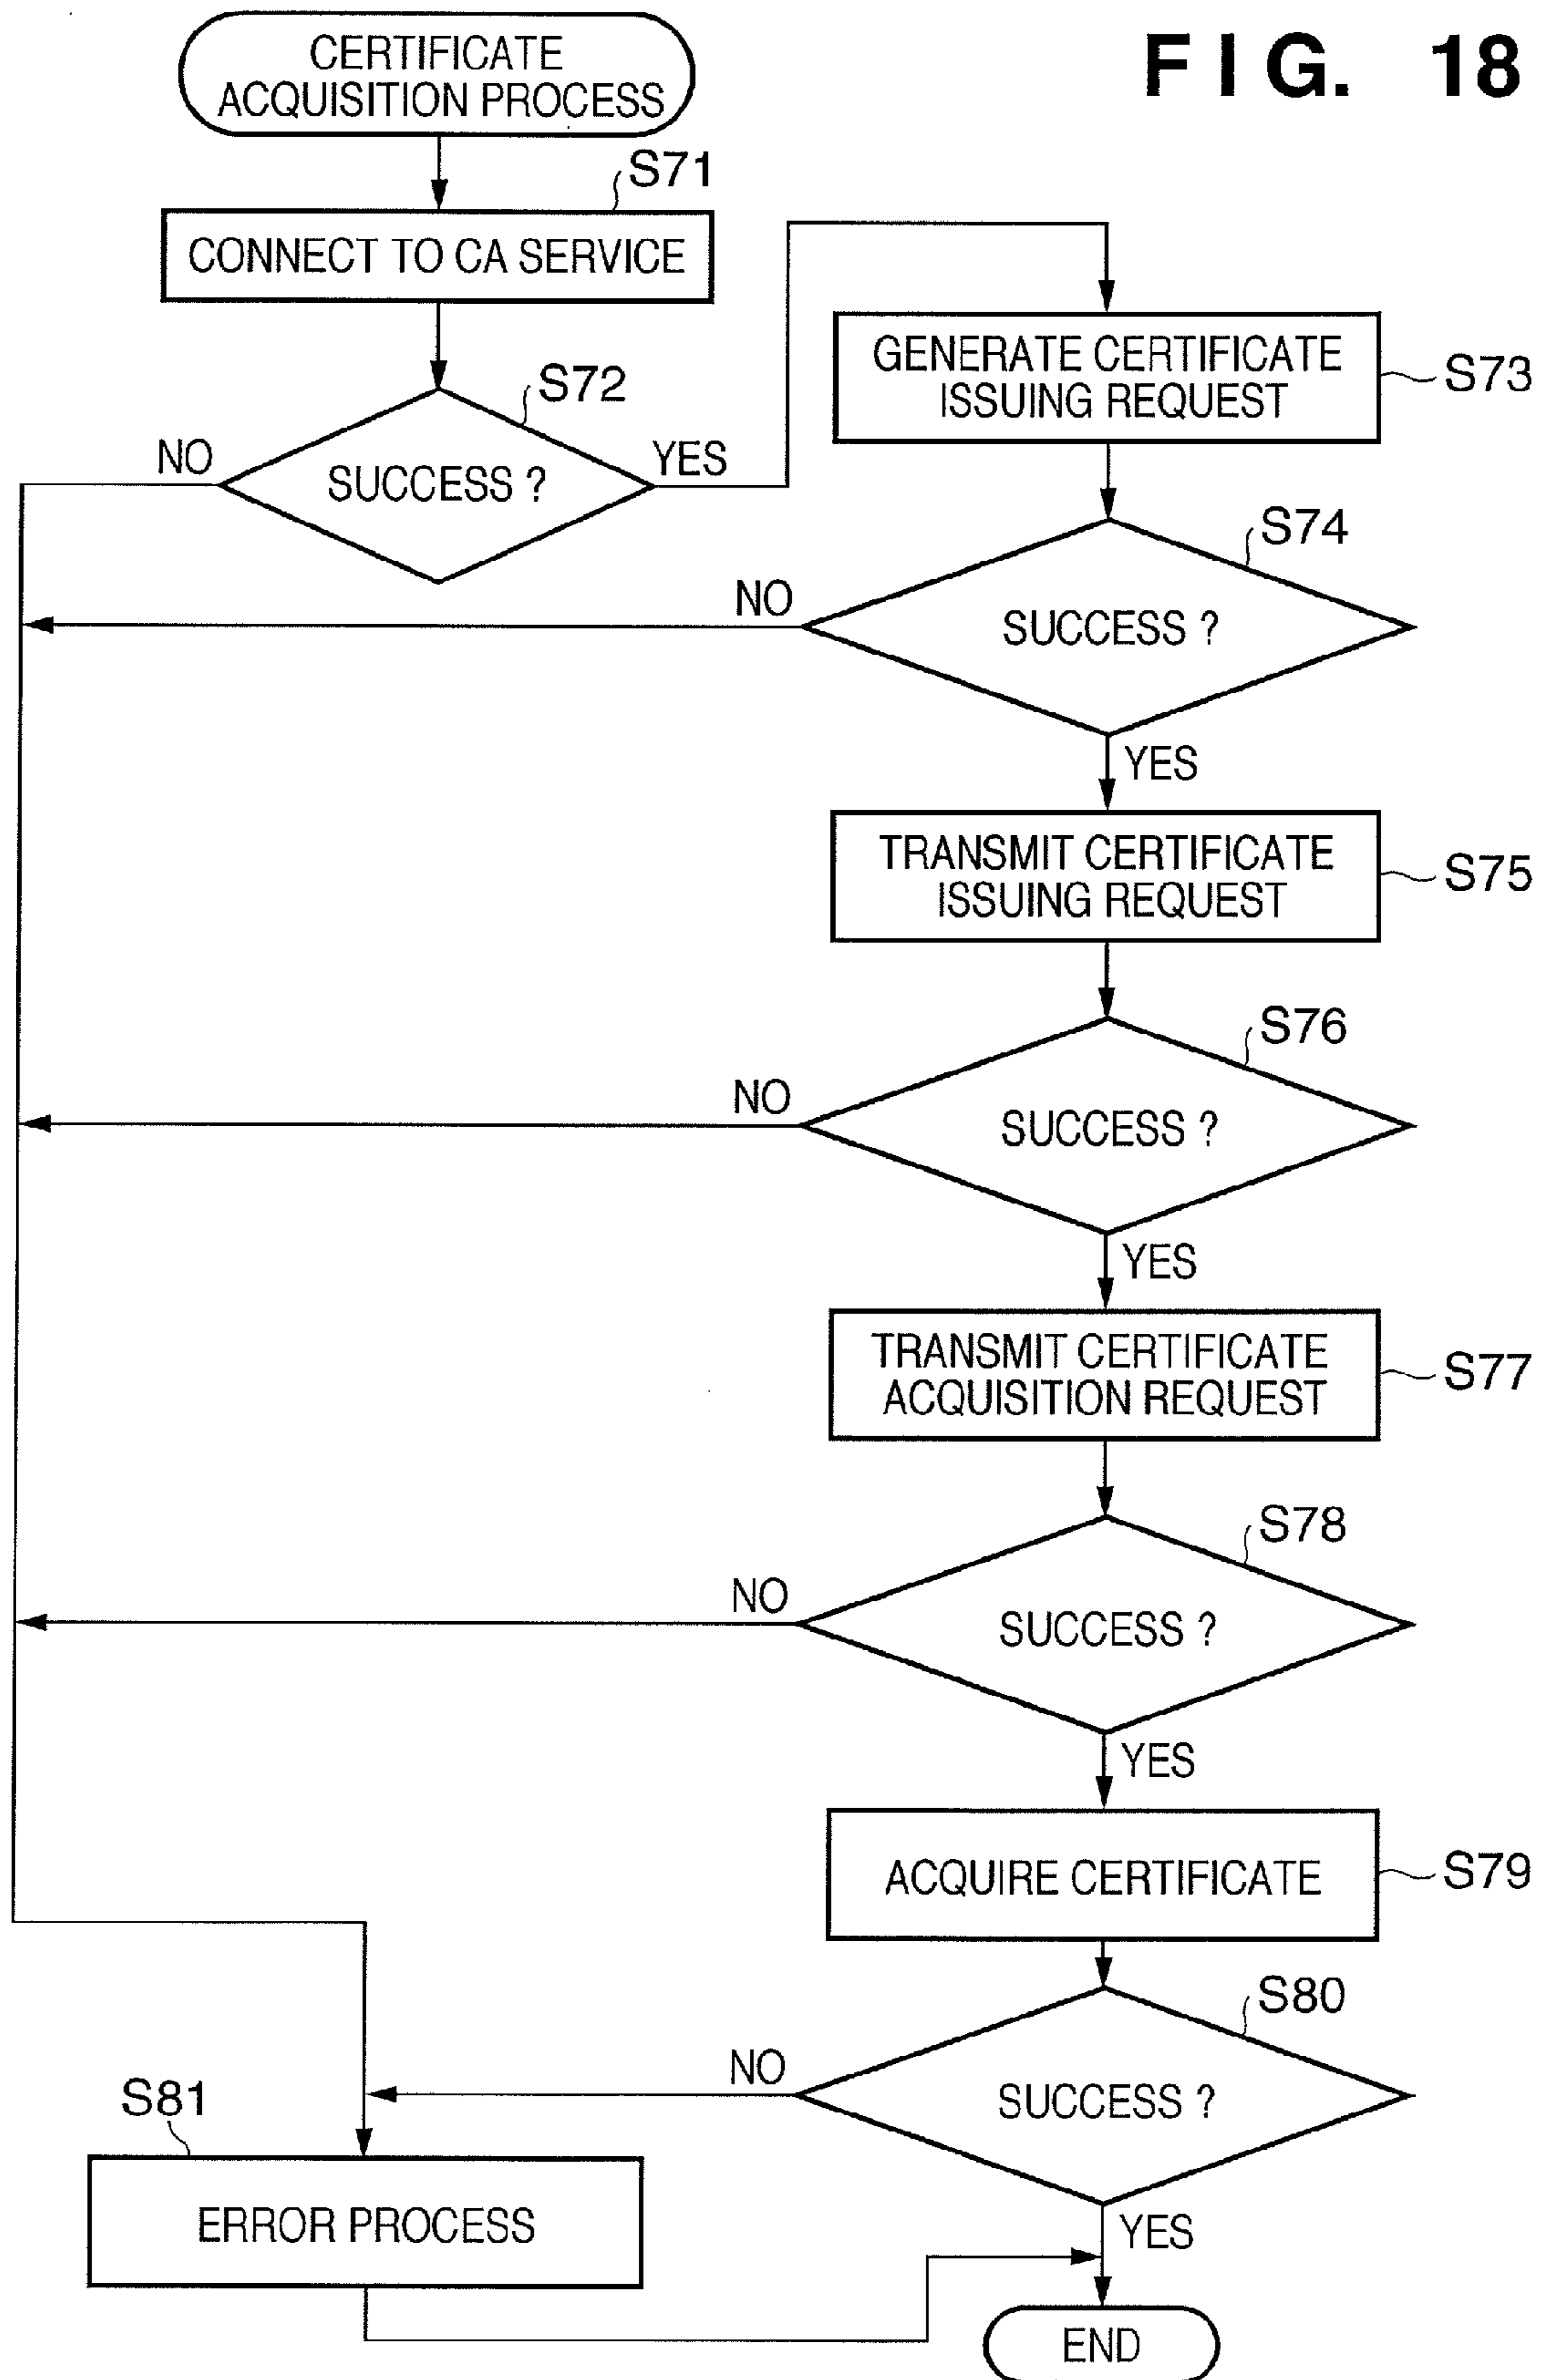 FIG. 18
CERTIFICATE
ACQUISITION PROCESS
S71
CONNECT TO CA SERVICE
S72
NO
SUCCESS ?
YES
GENERATE CERTIFICATE
ISSUING REQUEST
S73
S74
NO
SUCCESS ?
YES
TRANSMIT CERTIFICATE
ISSUING REQUEST
S75
S76
NO
SUCCESS ?
YES
TRANSMIT CERTIFICATE
ACQUISITION REQUEST
S77
S78
NO
SUCCESS ?
YES
ACQUIRE CERTIFICATE
S79
S80
NO
SUCCESS ?
YES
S81
ERROR PROCESS
END